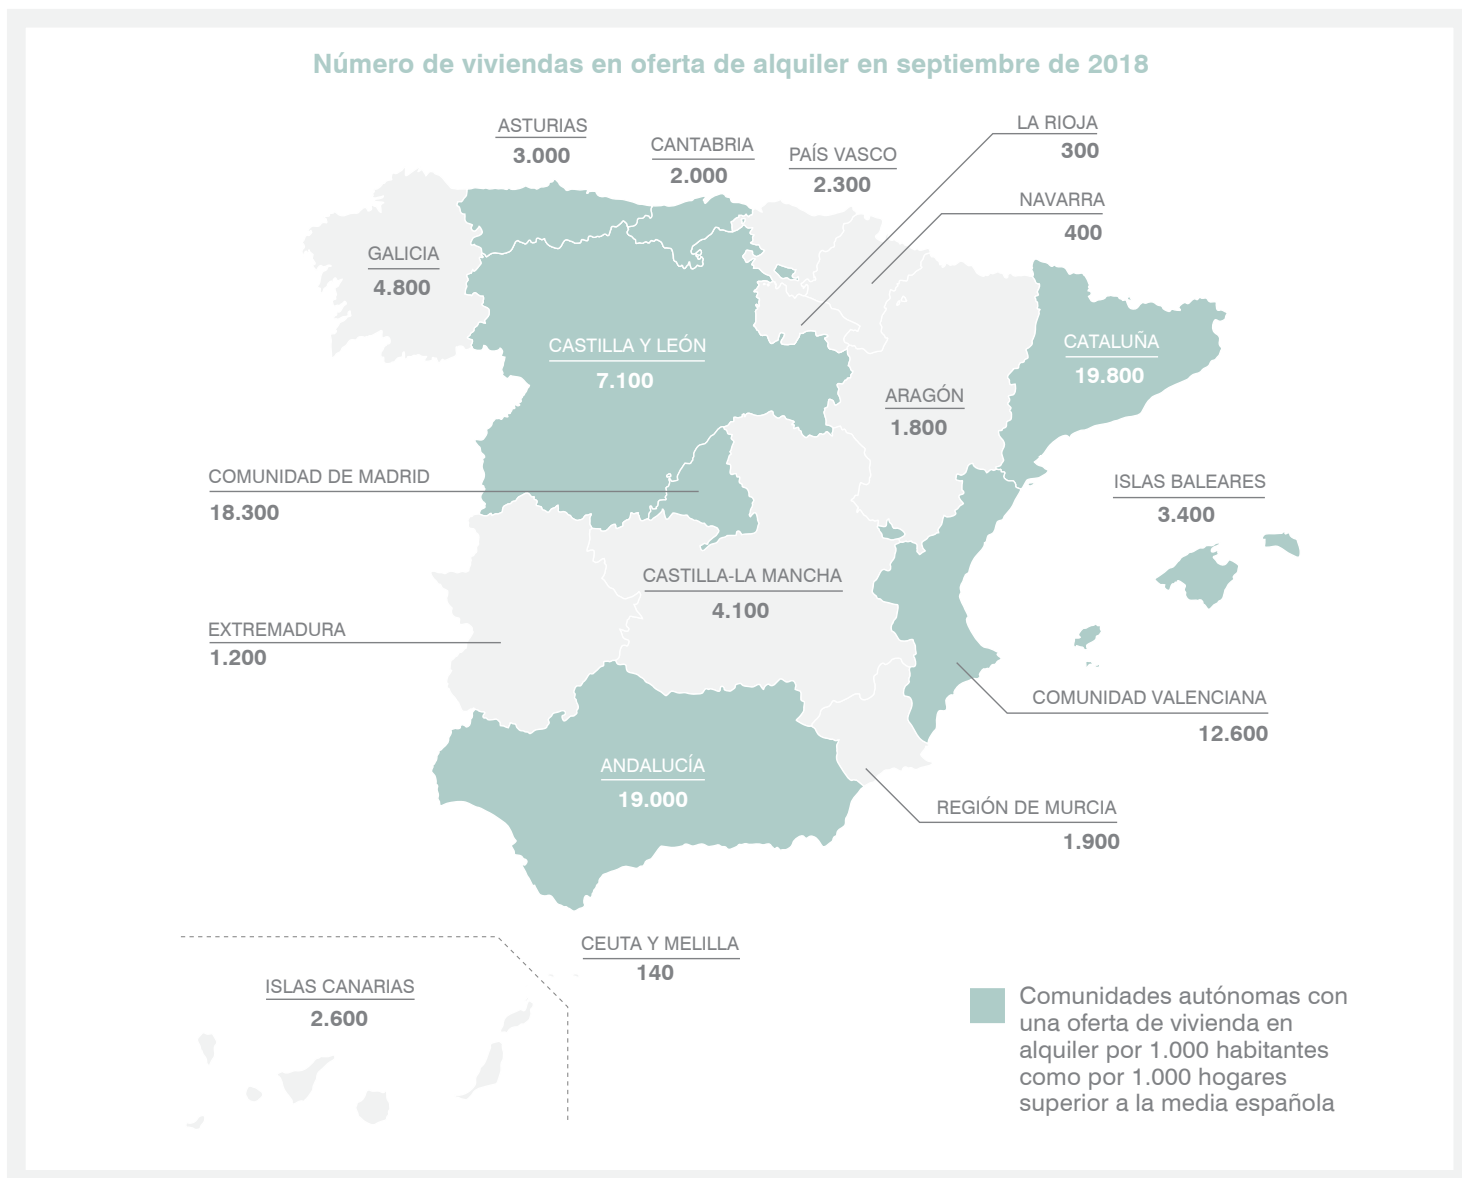 Número de viviendas en oferta de alquiler en septiembre de 2018
ASTURIAS
3.000
CANTABRIA
2.000
PAÍS VASCO
2.300
LA RIOJA
300
NAVARRA
400
GALICIA
4.800
CASTILLA Y LEÓN
7.100
CATALUÑA
19.800
ARAGÓN
1.800
COMUNIDAD DE MADRID
18.300
ISLAS BALEARES
3.400
CASTILLA-LA MANCHA
4.100
EXTREMADURA
1.200
COMUNIDAD VALENCIANA
12.600
ANDALUCÍA
19.000
REGIÓN DE MURCIA
1.900
CEUTA Y MELILLA
140
ISLAS CANARIAS
2.600
Comunidades autónomas con
una oferta de vivienda en
alquiler por 1.000 habitantes
como por 1.000 hogares
superior a la media española